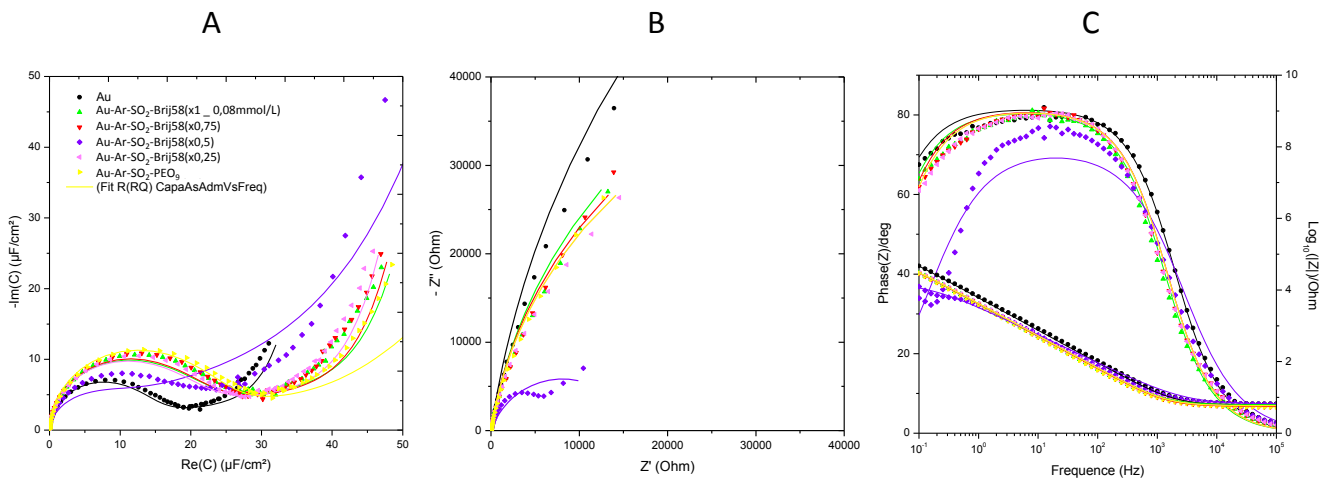 A
B
C
50
40
30
20
10
0
-Im(C) (µF/cm²)
0
10
20
30
40
50
Re(C) (µF/cm²)
Au
Au-Ar-SO₂-Brij58(x1 _ 0,08mmol/L)
Au-Ar-SO₂-Brij58(x0,75)
Au-Ar-SO₂-Brij58(x0,5)
Au-Ar-SO₂-Brij58(x0,25)
Au-Ar-SO₂-PEO₉
(Fit R(RQ) CapaAsAdmVsFreq)
40000
30000
20000
10000
0
- Z'' (Ohm)
0
10000
20000
30000
40000
Z' (Ohm)
80
60
40
20
0
Phase(Z)/deg
10
8
6
4
2
0
Log₁₀(|Z|)/Ohm
10⁻¹
10⁰
10¹
10²
10³
10⁴
10⁵
Frequence (Hz)